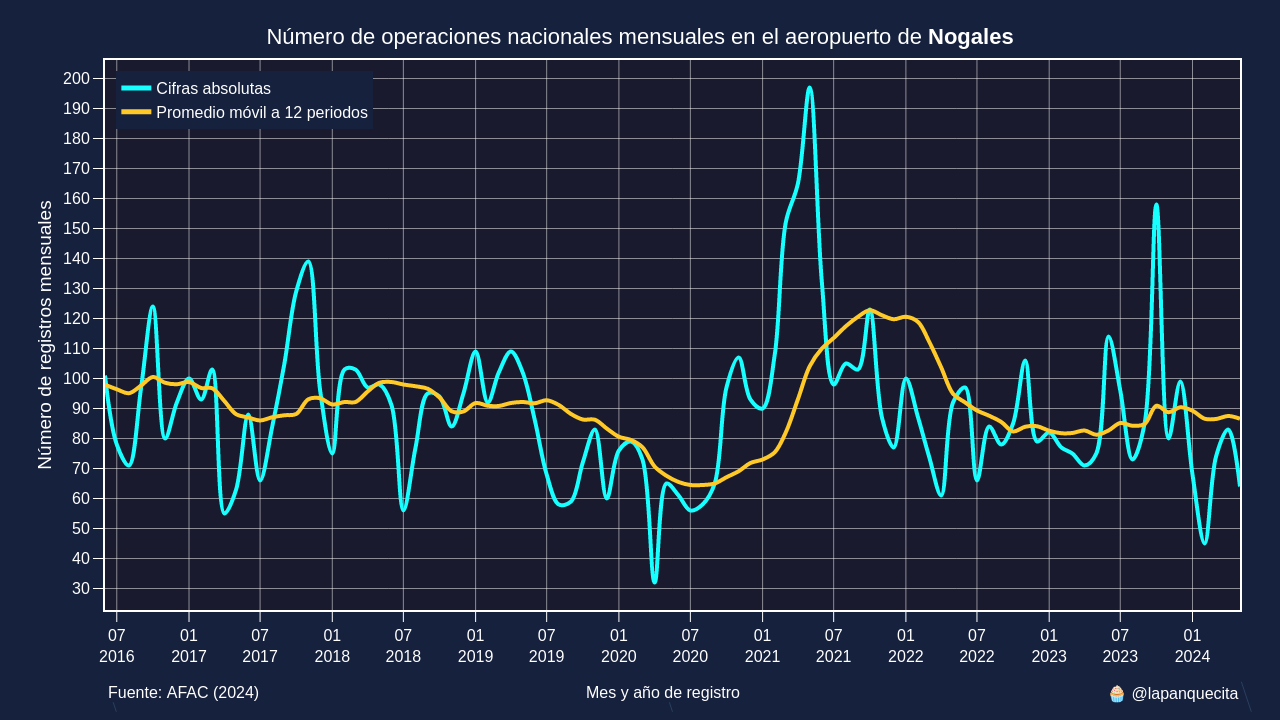 Número de operaciones nacionales mensuales en el aeropuerto de Nogales
Cifras absolutas
Promedio móvil a 12 periodos
Número de registros mensuales
200
190
180
170
160
150
140
130
120
110
100
90
80
70
60
50
40
30
07 01 07 01 07 01 07 01 07 01 07 01 07 01 07 01
2016 2017 2017 2018 2018 2019 2019 2020 2020 2021 2021 2022 2022 2023 2023 2024
Fuente: AFAC (2024)
Mes y año de registro
🧁 @lapanquecita